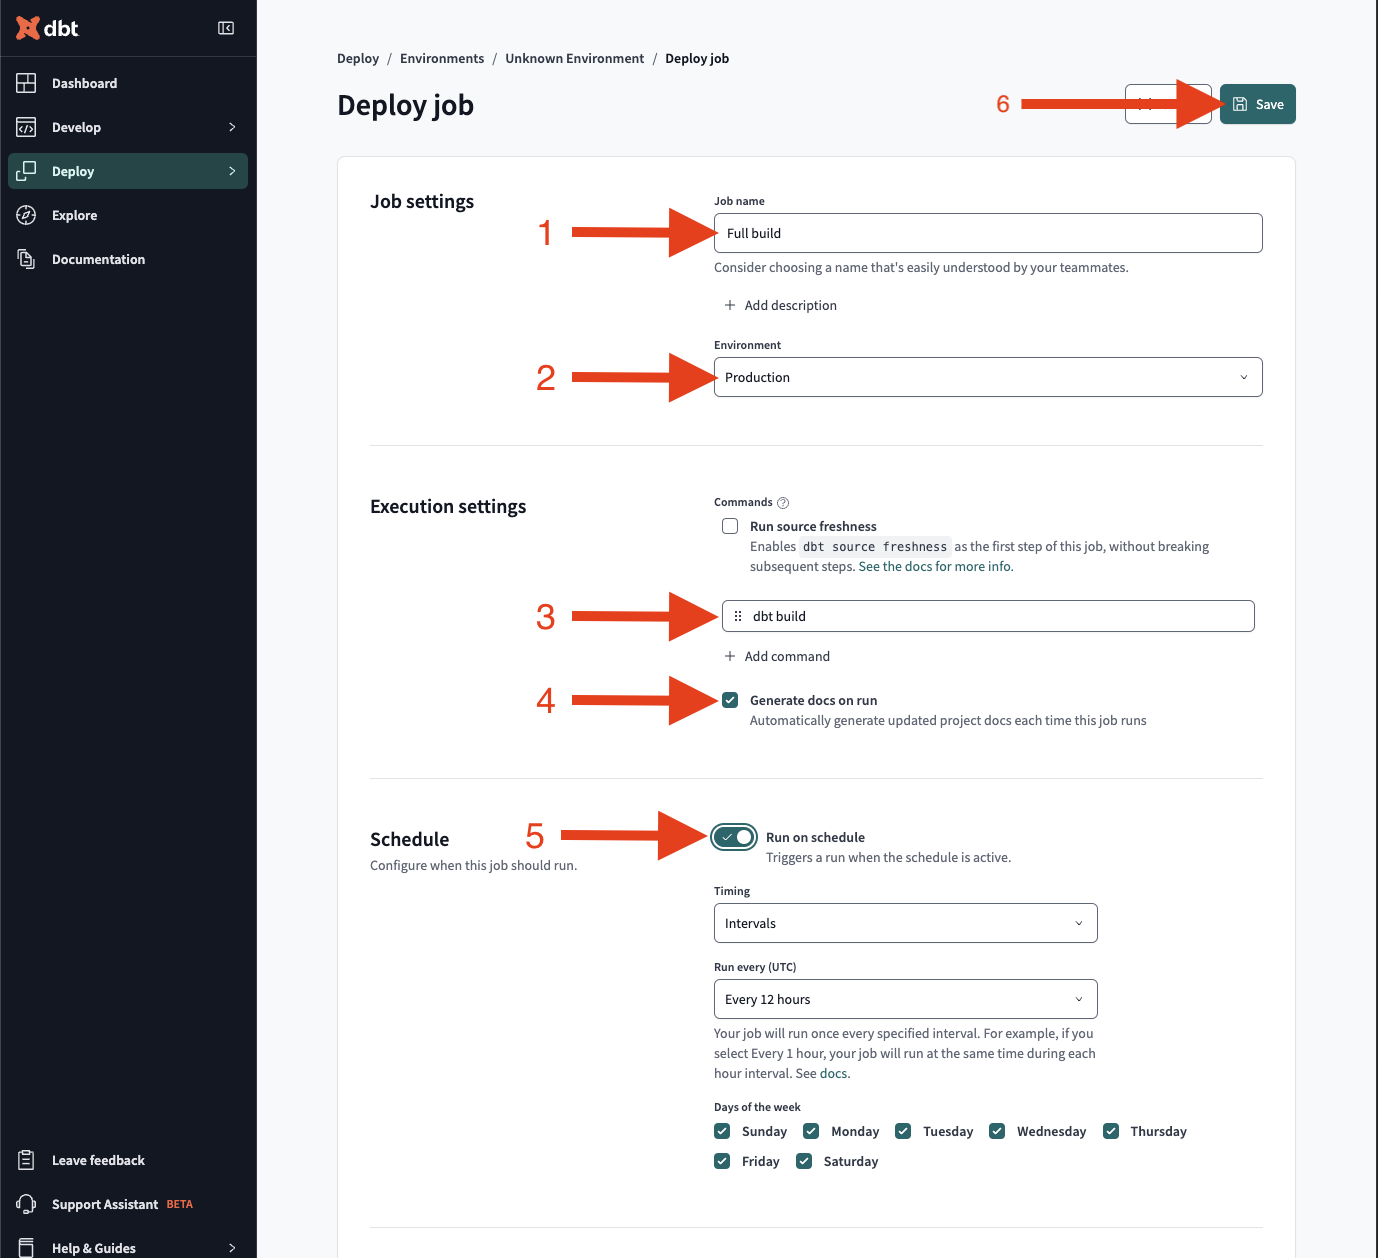 dbt
Dashboard
Develop
Deploy
Explore
Documentation
Leave feedback
Support Assistant BETA
Help & Guides
Deploy / Environments / Unknown Environment / Deploy job
Deploy job
6
Save
Job settings
Job name
1
Full build
Consider choosing a name that's easily understood by your teammates.
+ Add description
Environment
2
Production
Execution settings
Commands ?
Run source freshness
Enables dbt source freshness as the first step of this job, without breaking
subsequent steps. See the docs for more info.
3
dbt build
+ Add command
4
Generate docs on run
Automatically generate updated project docs each time this job runs
Schedule
Configure when this job should run.
5
Run on schedule
Triggers a run when the schedule is active.
Timing
Intervals
Run every (UTC)
Every 12 hours
Your job will run once every specified interval. For example, if you
select Every 1 hour, your job will run at the same time during each
hour interval. See docs.
Days of the week
Sunday Monday Tuesday Wednesday Thursday
Friday Saturday